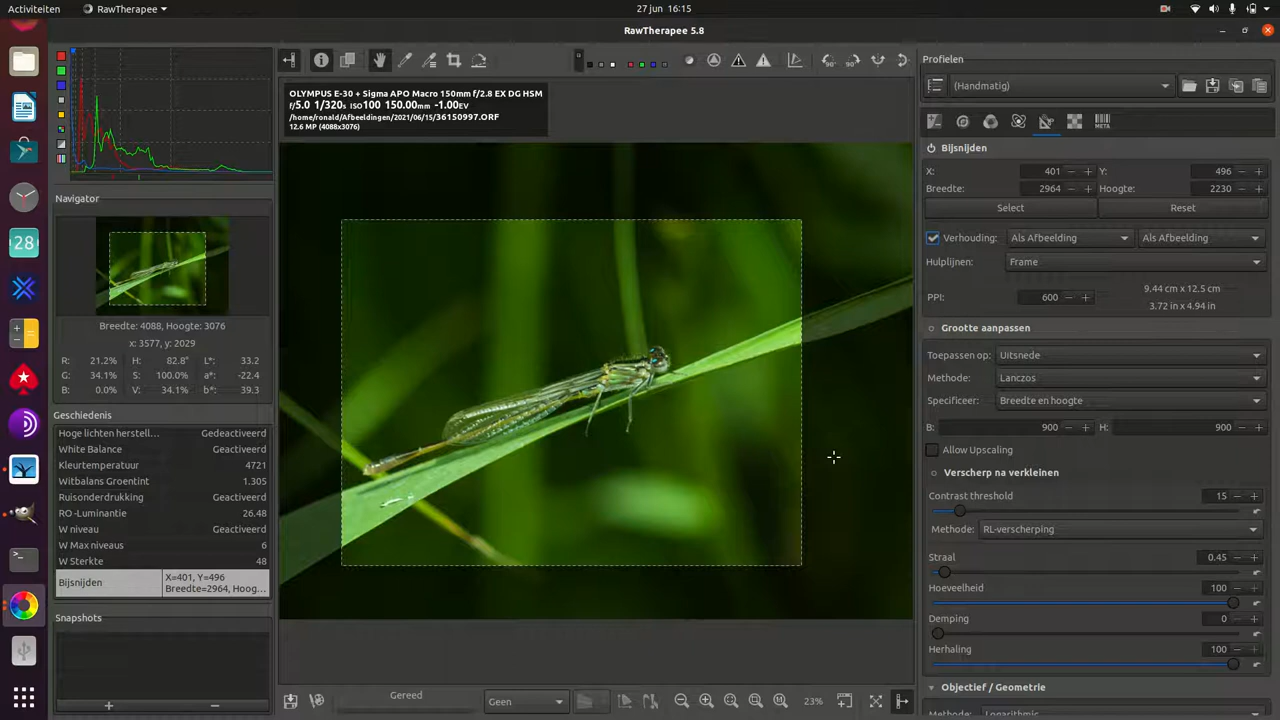 Activiteiten RawTherapee 27 jun 16:15
RawTherapee 5.8
OLYMPUS E-30 + Sigma APO Macro 150mm f/2.8 EX DG HSM
f/5.0 1/320s ISO100 150.00mm -1.00EV
/home/ronald/Afbeeldingen/2021/06/15/36150997.ORF
12.6 MP (4088x3076)
Navigator
Breedte: 4088, Hoogte: 3076
x: 3577, y: 2029
R: 21.2% H: 82.8° L*: 33.2
G: 34.1% S: 100.0% a*: -22.4
B: 0.0% V: 34.1% b*: 39.3
Geschiedenis
Hoge lichten herstell... Gedeactiveerd
White Balance Geactiveerd
Kleurtemperatuur 4721
Witbalans Groentint 1.305
Ruisonderdrukking Geactiveerd
RO-Luminantie 26.48
W niveau Geactiveerd
W Max niveaus 6
W Sterkte 48
Bijsnijden X=401, Y=496
Breedte=2964, Hoog...
Snapshots
+ −
28
Gereed
Geen
23%
Profielen
(Handmatig)
META
Bijsnijden
X: 401 − + Y: 496 − +
Breedte: 2964 − + Hoogte: 2230 − +
Select Reset
Verhouding: Als Afbeelding Als Afbeelding
Hulplijnen: Frame
PPI: 600 − + 9.44 cm x 12.5 cm
3.72 in x 4.94 in
Grootte aanpassen
Toepassen op: Uitsnede
Methode: Lanczos
Specificeer: Breedte en hoogte
B: 900 − + H: 900 − +
Allow Upscaling
Verscherp na verkleinen
Contrast threshold 15 − +
Methode: RL-verscherping
Straal 0.45 − +
Hoeveelheid 100 − +
Demping 0 − +
Herhaling 100 − +
Objectief / Geometrie
Methode: Logarithmic